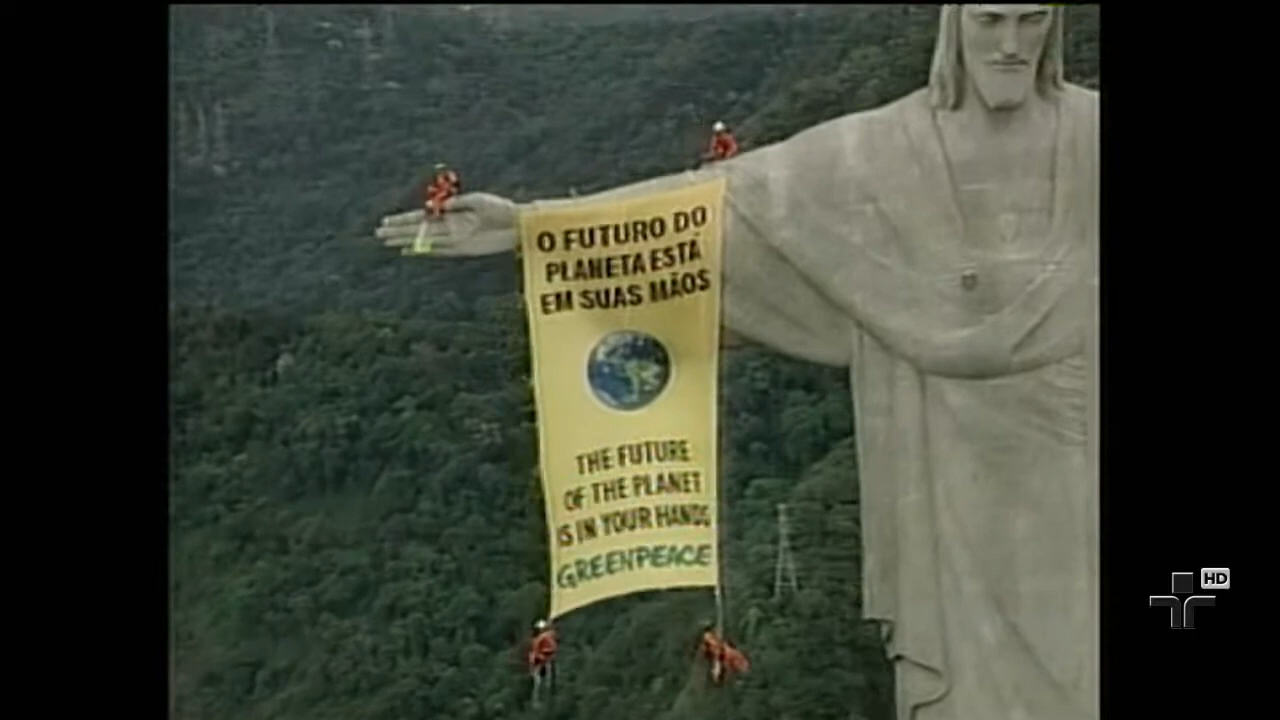 O FUTURO DO
PLANETA ESTÁ
EM SUAS MÃOS
THE FUTURE
OF THE PLANET
IS IN YOUR HANDS
GREENPEACE
HD